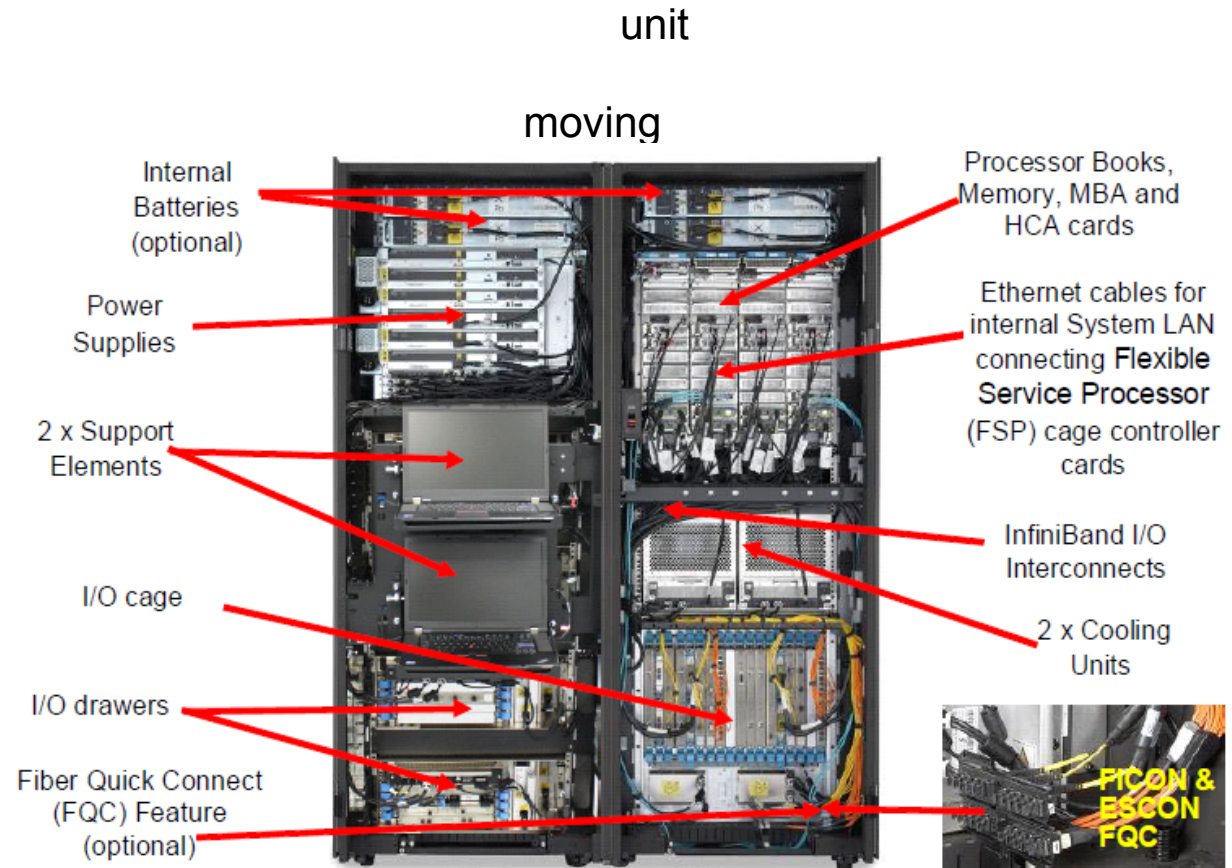 unit
moving
Internal
Batteries
(optional)
Power
Supplies
2 x Support
Elements
I/O cage
I/O drawers
Fiber Quick Connect
(FQC) Feature
(optional)
Processor Books,
Memory, MBA and
HCA cards
Ethernet cables for
internal System LAN
connecting Flexible
Service Processor
(FSP) cage controller
cards
InfiniBand I/O
Interconnects
2 x Cooling
Units
FICON &
ESCON
FQC